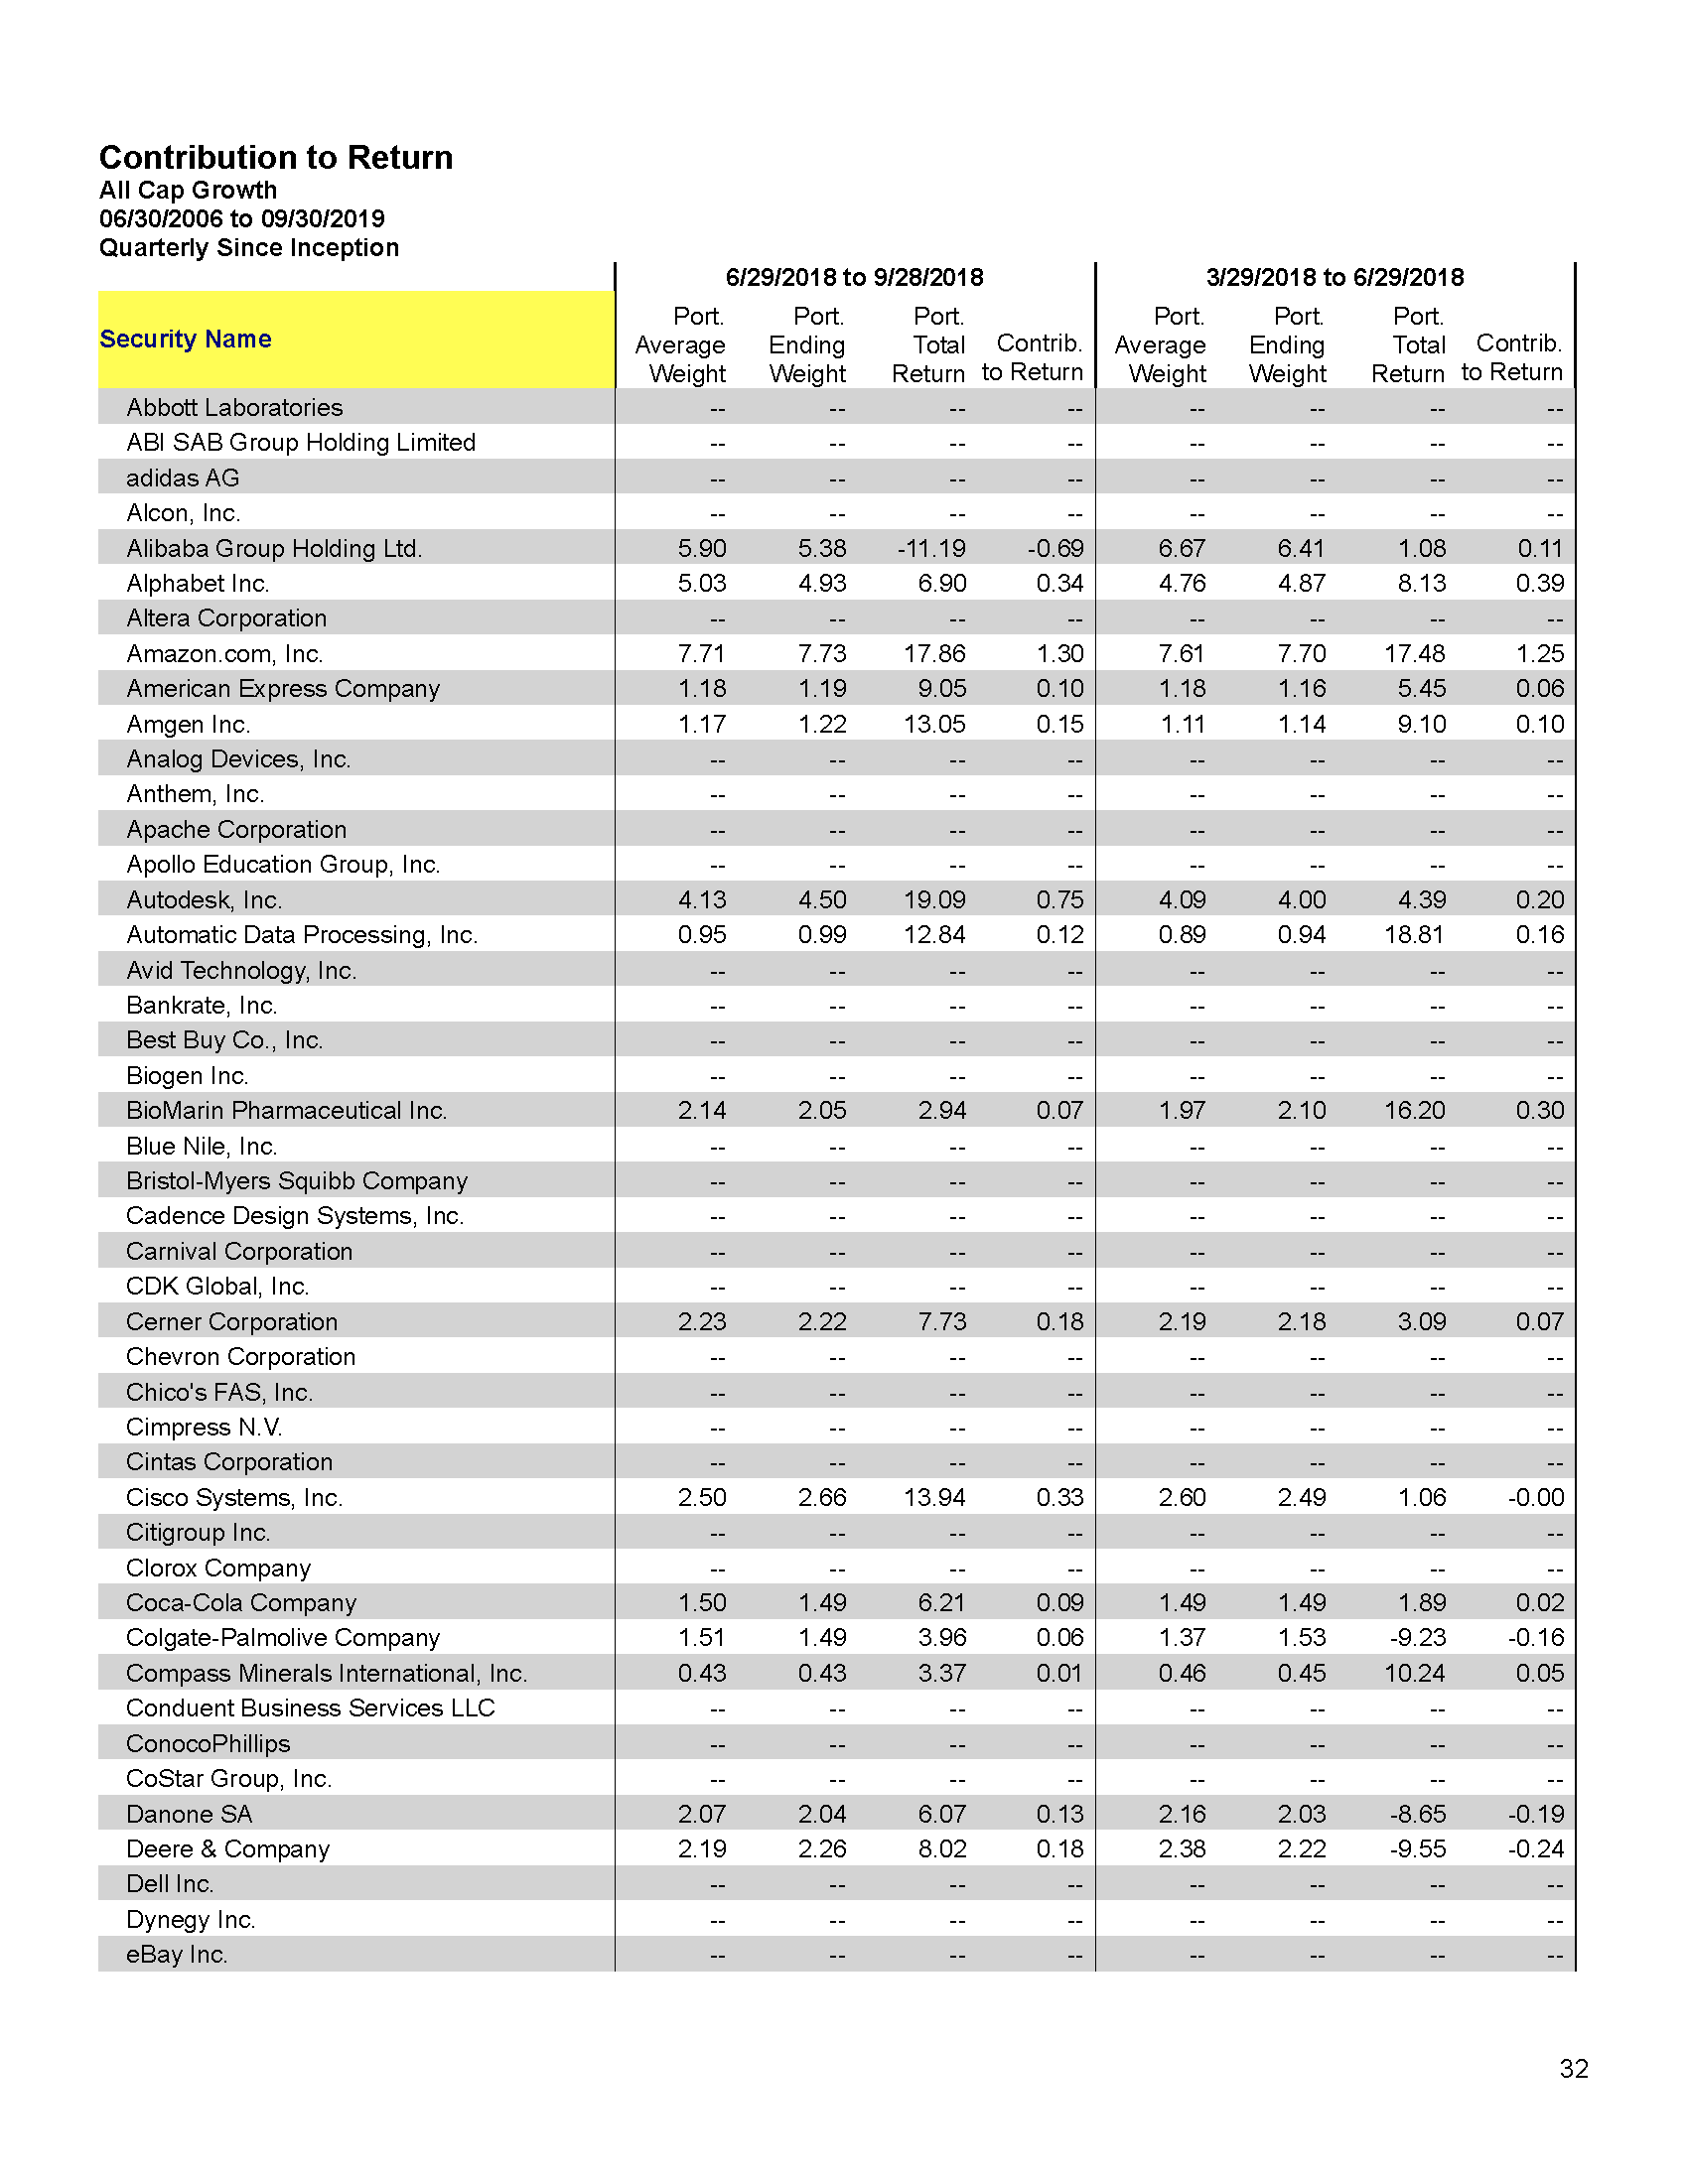 Contribution to Return
All Cap Growth
06/30/2006 to 09/30/2019
Quarterly Since Inception
6/29/2018 to 9/28/2018 3/29/2018 to 6/29/2018
Security Name Port. Average Weight Port. Ending Weight Port. Total Return Contrib. to Return Port. Average Weight Port. Ending Weight Port. Total Return Contrib. to Return
Abbott Laboratories -- -- -- -- -- -- -- --
ABI SAB Group Holding Limited -- -- -- -- -- -- -- --
adidas AG -- -- -- -- -- -- -- --
Alcon, Inc. -- -- -- -- -- -- -- --
Alibaba Group Holding Ltd. 5.90 5.38 -11.19 -0.69 6.67 6.41 1.08 0.11
Alphabet Inc. 5.03 4.93 6.90 0.34 4.76 4.87 8.13 0.39
Altera Corporation -- -- -- -- -- -- -- --
Amazon.com, Inc. 7.71 7.73 17.86 1.30 7.61 7.70 17.48 1.25
American Express Company 1.18 1.19 9.05 0.10 1.18 1.16 5.45 0.06
Amgen Inc. 1.17 1.22 13.05 0.15 1.11 1.14 9.10 0.10
Analog Devices, Inc. -- -- -- -- -- -- -- --
Anthem, Inc. -- -- -- -- -- -- -- --
Apache Corporation -- -- -- -- -- -- -- --
Apollo Education Group, Inc. -- -- -- -- -- -- -- --
Autodesk, Inc. 4.13 4.50 19.09 0.75 4.09 4.00 4.39 0.20
Automatic Data Processing, Inc. 0.95 0.99 12.84 0.12 0.89 0.94 18.81 0.16
Avid Technology, Inc. -- -- -- -- -- -- -- --
Bankrate, Inc. -- -- -- -- -- -- -- --
Best Buy Co., Inc. -- -- -- -- -- -- -- --
Biogen Inc. -- -- -- -- -- -- -- --
BioMarin Pharmaceutical Inc. 2.14 2.05 2.94 0.07 1.97 2.10 16.20 0.30
Blue Nile, Inc. -- -- -- -- -- -- -- --
Bristol-Myers Squibb Company -- -- -- -- -- -- -- --
Cadence Design Systems, Inc. -- -- -- -- -- -- -- --
Carnival Corporation -- -- -- -- -- -- -- --
CDK Global, Inc. -- -- -- -- -- -- -- --
Cerner Corporation 2.23 2.22 7.73 0.18 2.19 2.18 3.09 0.07
Chevron Corporation -- -- -- -- -- -- -- --
Chico's FAS, Inc. -- -- -- -- -- -- -- --
Cimpress N.V. -- -- -- -- -- -- -- --
Cintas Corporation -- -- -- -- -- -- -- --
Cisco Systems, Inc. 2.50 2.66 13.94 0.33 2.60 2.49 1.06 -0.00
Citigroup Inc. -- -- -- -- -- -- -- --
Clorox Company -- -- -- -- -- -- -- --
Coca-Cola Company 1.50 1.49 6.21 0.09 1.49 1.49 1.89 0.02
Colgate-Palmolive Company 1.51 1.49 3.96 0.06 1.37 1.53 -9.23 -0.16
Compass Minerals International, Inc. 0.43 0.43 3.37 0.01 0.46 0.45 10.24 0.05
Conduent Business Services LLC -- -- -- -- -- -- -- --
ConocoPhillips -- -- -- -- -- -- -- --
CoStar Group, Inc. -- -- -- -- -- -- -- --
Danone SA 2.07 2.04 6.07 0.13 2.16 2.03 -8.65 -0.19
Deere & Company 2.19 2.26 8.02 0.18 2.38 2.22 -9.55 -0.24
Dell Inc. -- -- -- -- -- -- -- --
Dynegy Inc. -- -- -- -- -- -- -- --
eBay Inc. -- -- -- -- -- -- -- --
32